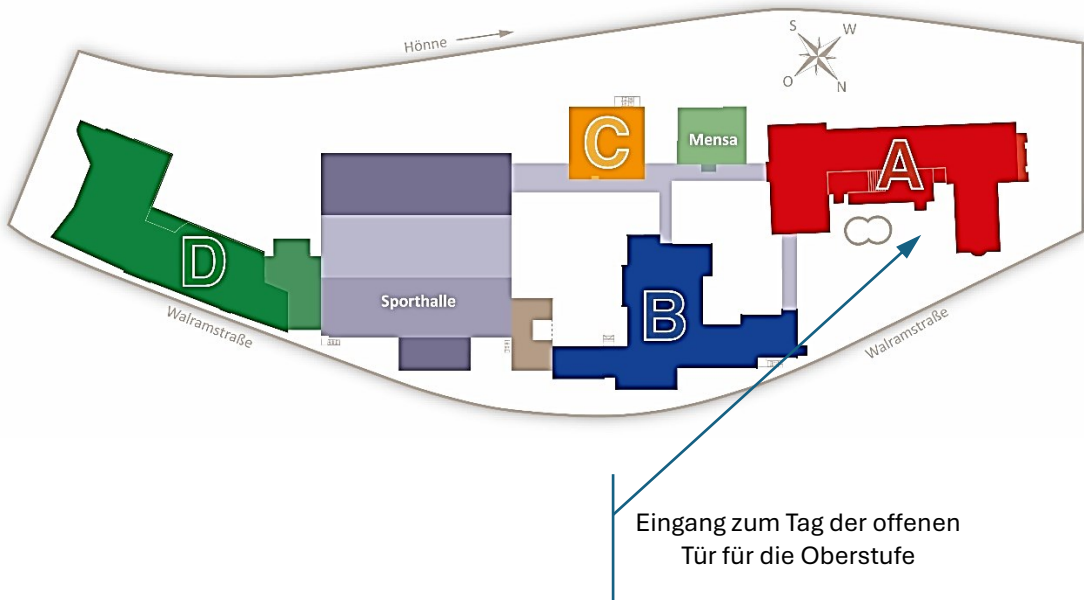 Hönne
S
W
O
N
C
Mensa
A
D
Sporthalle
B
Walramstraße
Walramstraße
Eingang zum Tag der offenen
Tür für die Oberstufe